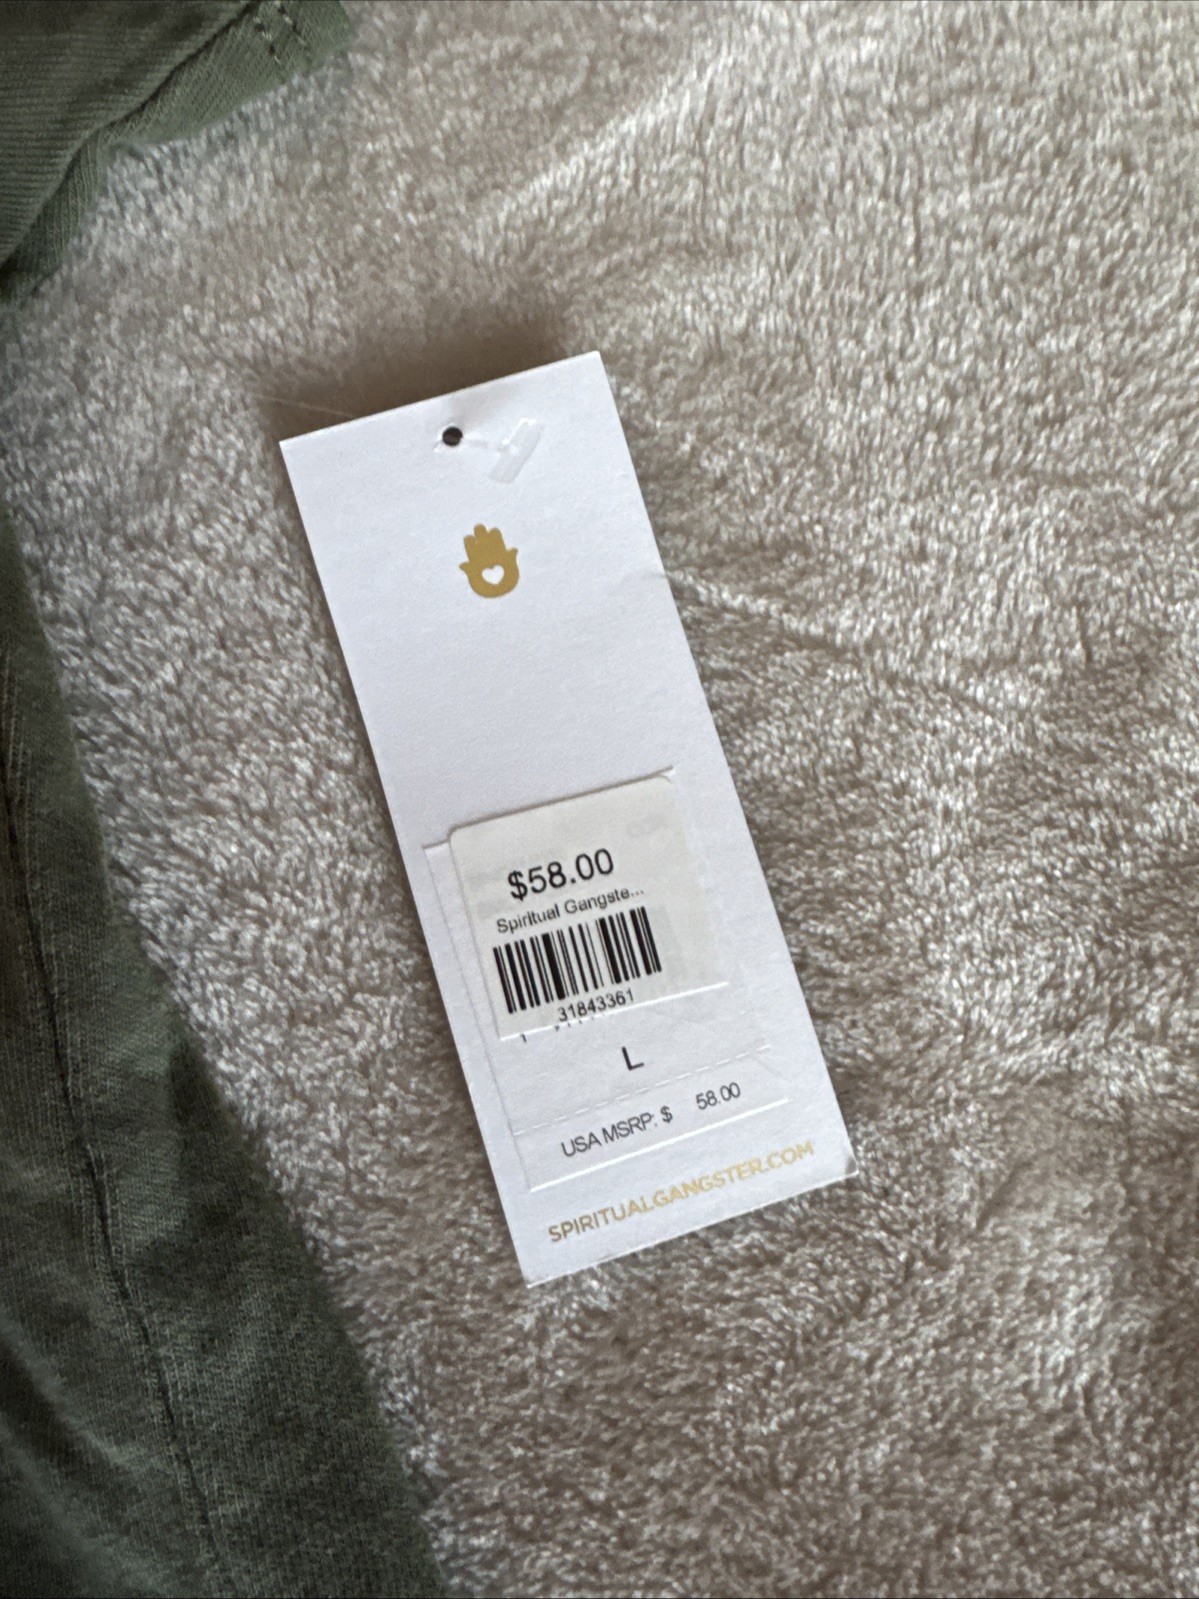 $58.00
Spiritual Gangste...
31843361
L
USA MSRP: $ 58.00
SPIRITUALGANGSTER.COM